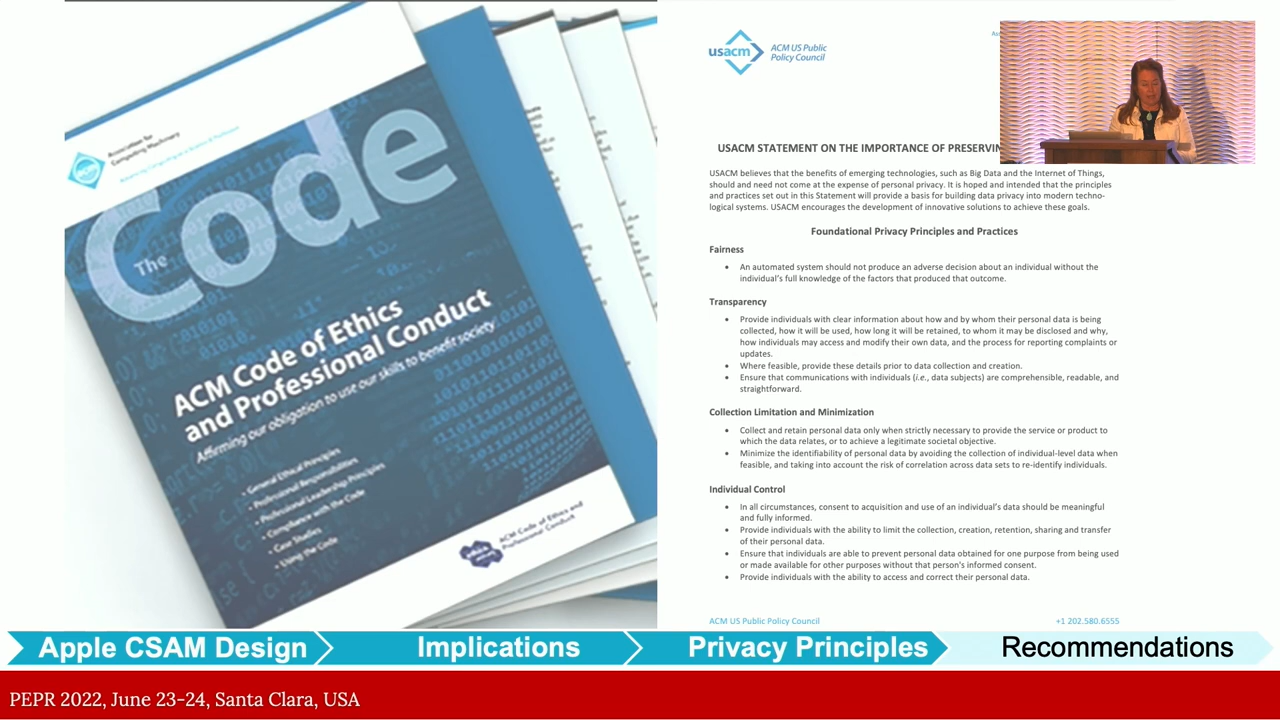 Association for
Computing Machinery
The
Code
ACM Code of Ethics
and Professional Conduct
Affirming our obligation to use our skills to benefit society
• General Ethical Principles
• Professional Responsibilities
• Professional Leadership Principles
• Compliance with the Code
• Case Studies
• Using the Code
ACM Code of Ethics and
Professional Conduct
usacm
ACM US Public
Policy Council
USACM STATEMENT ON THE IMPORTANCE OF
USACM believes that the benefits of emerging technologies, such as Big Data and the Internet of Things,
should and need not come at the expense of personal privacy. It is hoped and intended that the principles
and practices set out in this Statement will provide a basis for building data privacy into modern techno-
logical systems. USACM encourages the development of innovative solutions to achieve these goals.
Foundational Privacy Principles and Practices
Fairness
• An automated system should not produce an adverse decision about an individual without the
individual's full knowledge of the factors that produced that outcome.
Transparency
• Provide individuals with clear information about how and by whom their personal data is being
collected, how it will be used, how long it will be retained, to whom it may be disclosed and why,
how individuals may access and modify their own data, and the process for reporting complaints or
updates.
• Where feasible, provide these details prior to data collection and creation.
• Ensure that communications with individuals (i.e., data subjects) are comprehensible, readable, and
straightforward.
Collection Limitation and Minimization
• Collect and retain personal data only when strictly necessary to provide the service or product to
which the data relates, or to achieve a legitimate societal objective.
• Minimize the identifiability of personal data by avoiding the collection of individual-level data when
feasible, and taking into account the risk of correlation across data sets to re-identify individuals.
Individual Control
• In all circumstances, consent to acquisition and use of an individual's data should be meaningful
and fully informed.
• Provide individuals with the ability to limit the collection, creation, retention, sharing and transfer
of their personal data.
• Ensure that individuals are able to prevent personal data obtained for one purpose from being used
or made available for other purposes without that person's informed consent.
• Provide individuals with the ability to access and correct their personal data.
ACM US Public Policy Council +1 202.580.6555
Apple CSAM Design Implications Privacy Principles Recommendations
PEPR 2022, June 23-24, Santa Clara, USA